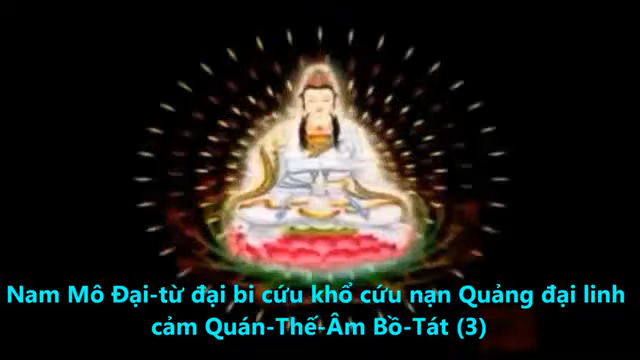 Nam Mô Đại-từ đại bi cứu khổ cứu nạn Quảng đại linh
cảm Quán-Thế-Âm Bồ-Tát (3)